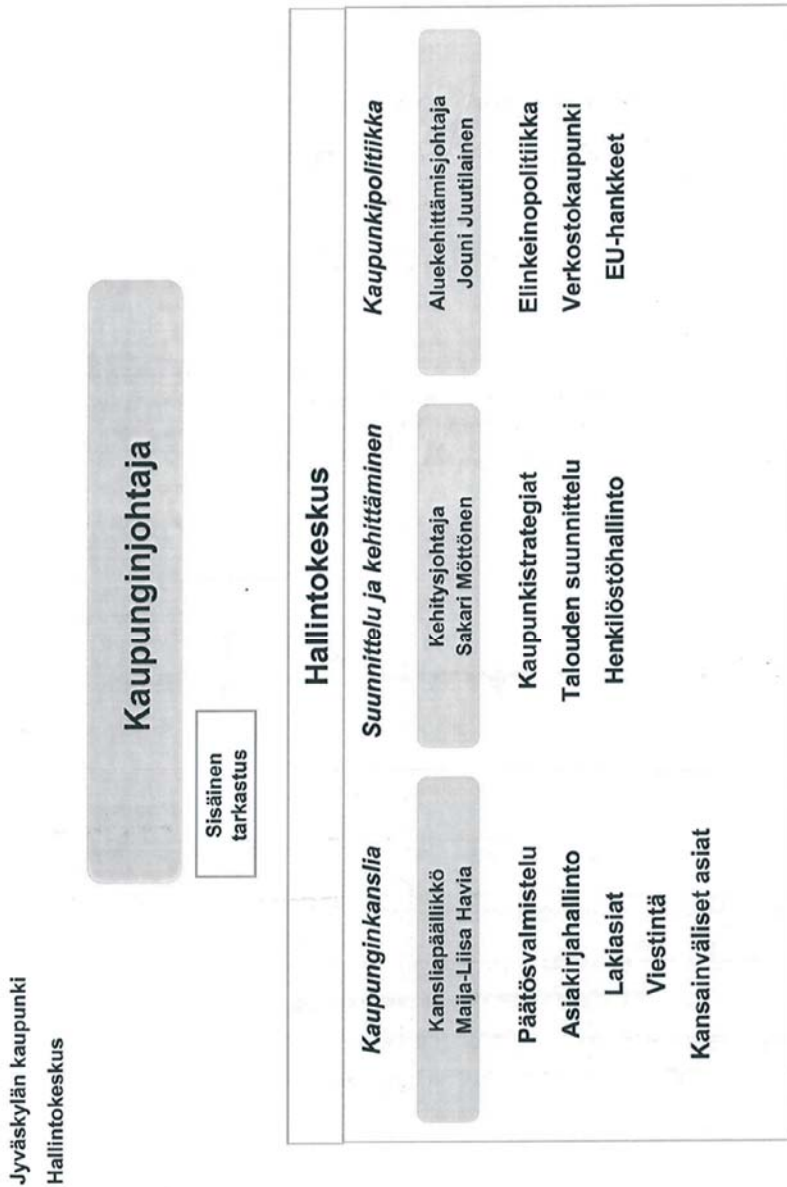 Jyväskylän kaupunki
Hallintokeskus
Kaupunginjohtaja
Sisäinen
tarkastus
Hallintokeskus
Kaupunginkanslia
Kansliapäällikkö
Maija-Liisa Havia
Päätösvalmistelu
Asiakirjahallinto
Lakiasiat
Viestintä
Kansainväliset asiat
Suunnittelu ja kehittäminen
Kehitysjohtaja
Sakari Möttönen
Kaupunkistrategiat
Talouden suunnittelu
Henkilöstöhallinto
Kaupunkipolitiikka
Aluekehittämisjohtaja
Jouni Juutilainen
Elinkeinopolitiikka
Verkostokaupunki
EU-hankkeet